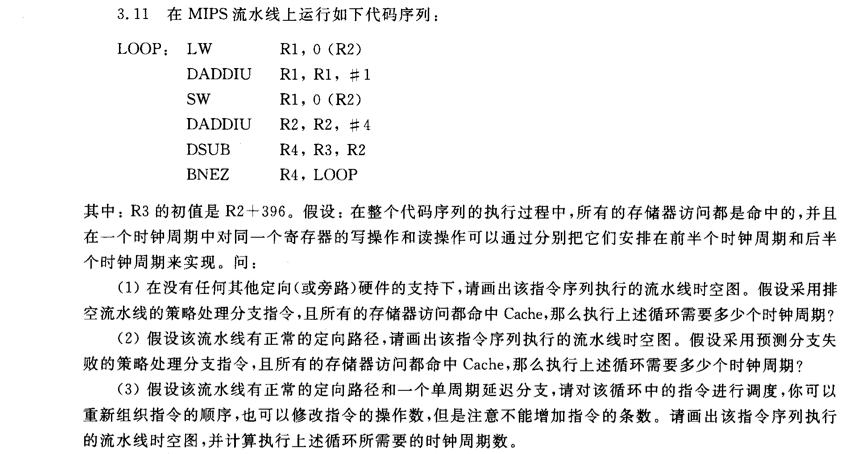 3.11 在 MIPS 流水线上运行如下代码序列:
LOOP: LW R1,0(R2)
DADDIU R1,R1,#1
SW R1,0(R2)
DADDIU R2,R2,#4
DSUB R4,R3,R2
BNEZ R4,LOOP
其中:R3 的初值是 R2+396。假设:在整个代码序列的执行过程中,所有的存储器访问都是命中的,并且
在一个时钟周期中对同一个寄存器的写操作和读操作可以通过分别把它们安排在前半个时钟周期和后半
个时钟周期来实现。问:
(1) 在没有任何其他定向(或旁路)硬件的支持下,请画出该指令序列执行的流水线时空图。假设采用排
空流水线的策略处理分支指令,且所有的存储器访问都命中 Cache,那么执行上述循环需要多少个时钟周期?
(2) 假设该流水线有正常的定向路径,请画出该指令序列执行的流水线时空图。假设采用预测分支失
败的策略处理分支指令,且所有的存储器访问都命中 Cache,那么执行上述循环需要多少个时钟周期?
(3) 假设该流水线有正常的定向路径和一个单周期延迟分支,请对该循环中的指令进行调度,你可以
重新组织指令的顺序,也可以修改指令的操作数,但是注意不能增加指令的条数。请画出该指令序列执行
的流水线时空图,并计算执行上述循环所需要的时钟周期数。